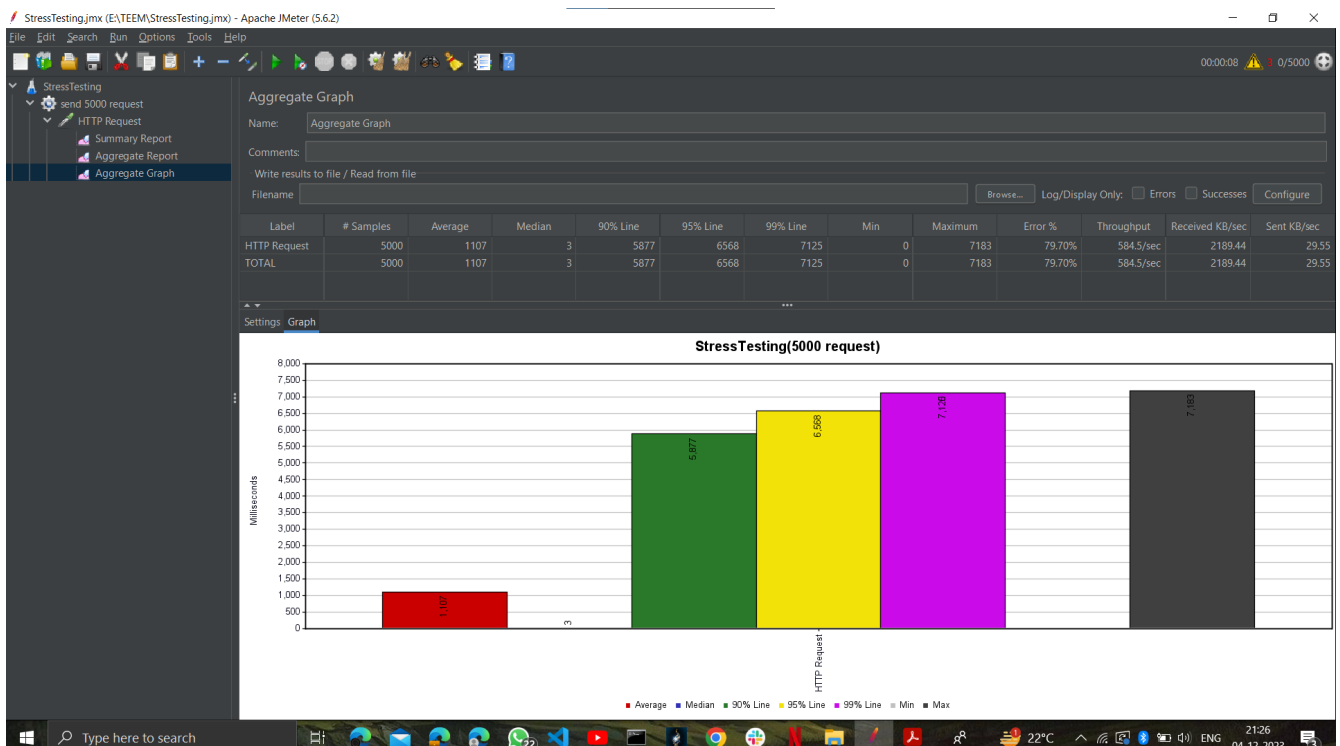 StressTesting.jmx (E:\TEEM\StressTesting.jmx) - Apache JMeter (5.6.2)
File Edit Search Run Options Tools Help
00:00:08 1 0/5000
StressTesting
send 5000 request
HTTP Request
Summary Report
Aggregate Report
Aggregate Graph
Aggregate Graph
Name: Aggregate Graph
Comments:
Write results to file / Read from file
Filename Browse... Log/Display Only: Errors Successes Configure
Label # Samples Average Median 90% Line 95% Line 99% Line Min Maximum Error % Throughput Received KB/sec Sent KB/sec
HTTP Request 5000 1107 3 5877 6568 7125 0 7183 79.70% 584.5/sec 2189.44 29.55
TOTAL 5000 1107 3 5877 6568 7125 0 7183 79.70% 584.5/sec 2189.44 29.55
Settings Graph
StressTesting(5000 request)
8,000
7,500
7,000
6,500
6,000
5,500
5,000
4,500
4,000
3,500
3,000
2,500
2,000
1,500
1,000
500
0
Milliseconds
1,107
3
5,877
6,568
7,126
7,183
HTTP Request
Average Median 90% Line 95% Line 99% Line Min Max
Type here to search
22
22°C
ENG
21:26
04-12-2023
3